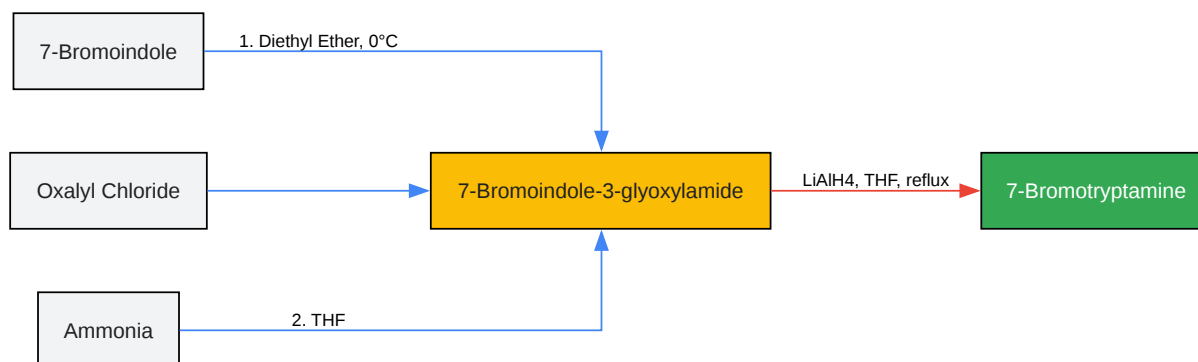 7-Bromoindole
1. Diethyl Ether, 0°C
Oxalyl Chloride
7-Bromoindole-3-glyoxylamide
LiAlH4, THF, reflux
7-Bromotryptamine
Ammonia
2. THF